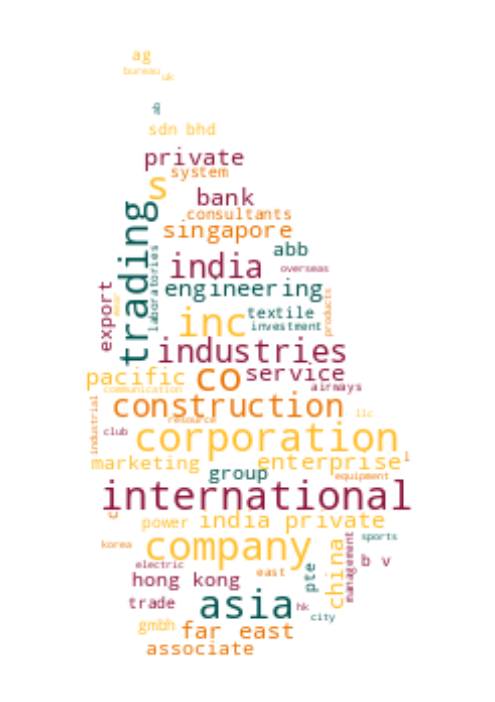 ag
bureau
uk
sdn bhd
private
system
s
bank
trading
consultants
singapore
abb
laboratories
india
overseas
engineering
export
inc
textile
products
investment
industries
co
service
pacific
airways
communication
construction
industrial
llc
resource
club
corporation
marketing
enterprise
l
group
equipment
international
c
power
india private
sports
korea
company
china
management
b v
electric
east
pte
hong kong
trade
asia
hk
city
gmbh
far east
associate